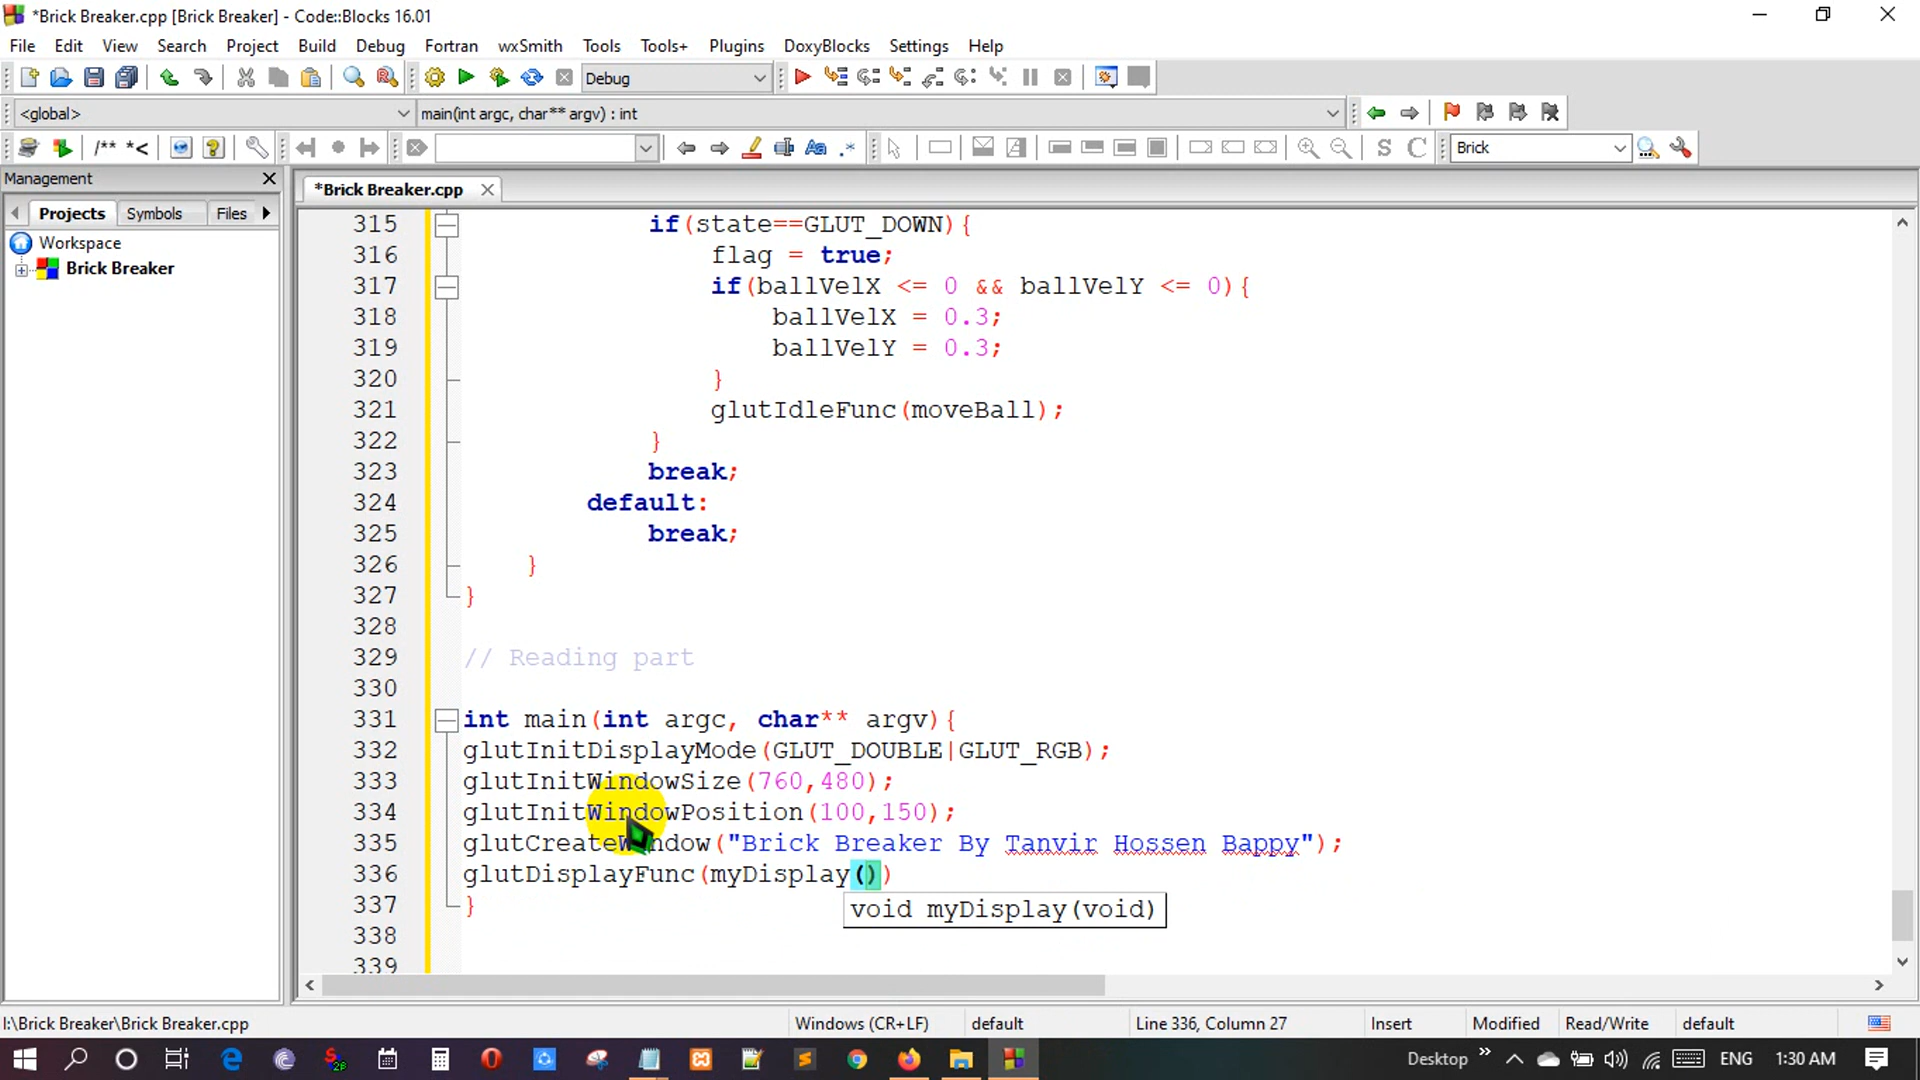 *Brick Breaker.cpp [Brick Breaker] - Code::Blocks 16.01
File Edit View Search Project Build Debug Fortran wxSmith Tools Tools+ Plugins DoxyBlocks Settings Help
Debug
<global> main(int argc, char** argv) : int
/** *< Aa .* S C Brick
Management
*Brick Breaker.cpp
Projects Symbols Files
Workspace
Brick Breaker
315 if(state==GLUT_DOWN){
316 flag = true;
317 if(ballVelX <= 0 && ballVelY <= 0){
318 ballVelX = 0.3;
319 ballVelY = 0.3;
320 }
321 glutIdleFunc(moveBall);
322 }
323 break;
324 default:
325 break;
326 }
327 }
328
329 // Reading part
330
331 int main(int argc, char** argv){
332 glutInitDisplayMode(GLUT_DOUBLE|GLUT_RGB);
333 glutInitWindowSize(760,480);
334 glutInitWindowPosition(100,150);
335 glutCreateWindow("Brick Breaker By Tanvir Hossen Bappy");
336 glutDisplayFunc(myDisplay())
337 }
void myDisplay(void)
338
339
I:\Brick Breaker\Brick Breaker.cpp Windows (CR+LF) default Line 336, Column 27 Insert Modified Read/Write default
Desktop ENG 1:30 AM